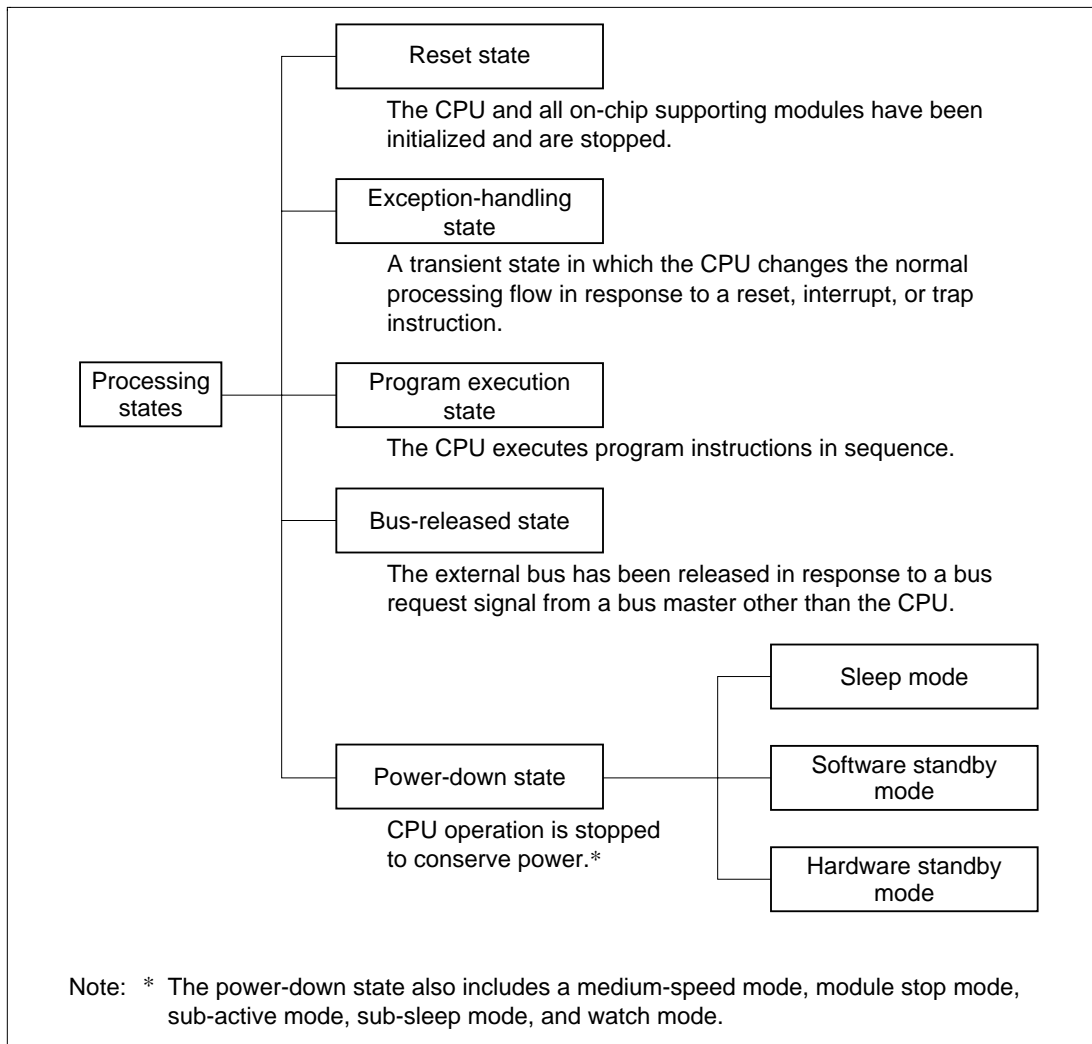 Reset state
The CPU and all on-chip supporting modules have been
initialized and are stopped.
Exception-handling
state
A transient state in which the CPU changes the normal
processing flow in response to a reset, interrupt, or trap
instruction.
Processing
states
Program execution
state
The CPU executes program instructions in sequence.
Bus-released state
The external bus has been released in response to a bus
request signal from a bus master other than the CPU.
Power-down state
CPU operation is stopped
to conserve power.*
Sleep mode
Software standby
mode
Hardware standby
mode
Note: * The power-down state also includes a medium-speed mode, module stop mode,
sub-active mode, sub-sleep mode, and watch mode.